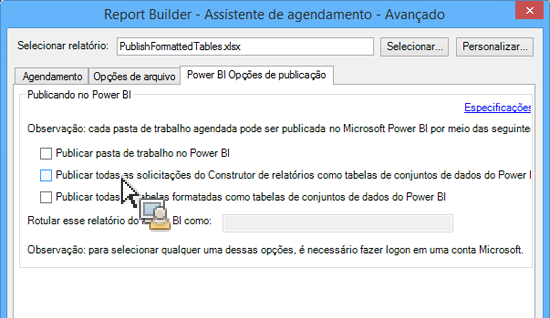 Report Builder - Assistente de agendamento - Avançado
Selecionar relatório: PublishFormattedTables.xlsx Selecionar... Personalizar...
Agendamento Opções de arquivo Power BI Opções de publicação
Publicando no Power BI
Especificações
Observação: cada pasta de trabalho agendada pode ser publicada no Microsoft Power BI por meio das seguintes
Publicar pasta de trabalho no Power BI
Publicar todas as solicitações do Construtor de relatórios como tabelas de conjuntos de dados do Power
Publicar todas formatadas como tabelas de conjuntos de dados do Power BI
Rotular esse relatório do BI como:
Observação: para selecionar qualquer uma dessas opções, é necessário fazer logon em uma conta Microsoft.